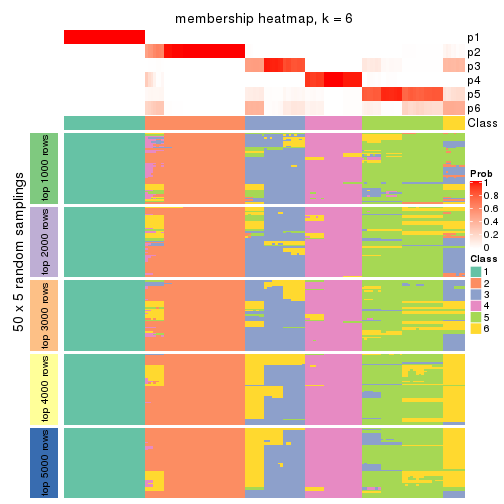 membership heatmap, k = 6
p1
p2
p3
p4
p5
p6
Class
50 x 5 random samplings
top 1000 rows
top 2000 rows
top 3000 rows
top 4000 rows
top 5000 rows
Prob
1
0.8
0.6
0.4
0.2
0
Class
1
2
3
4
5
6